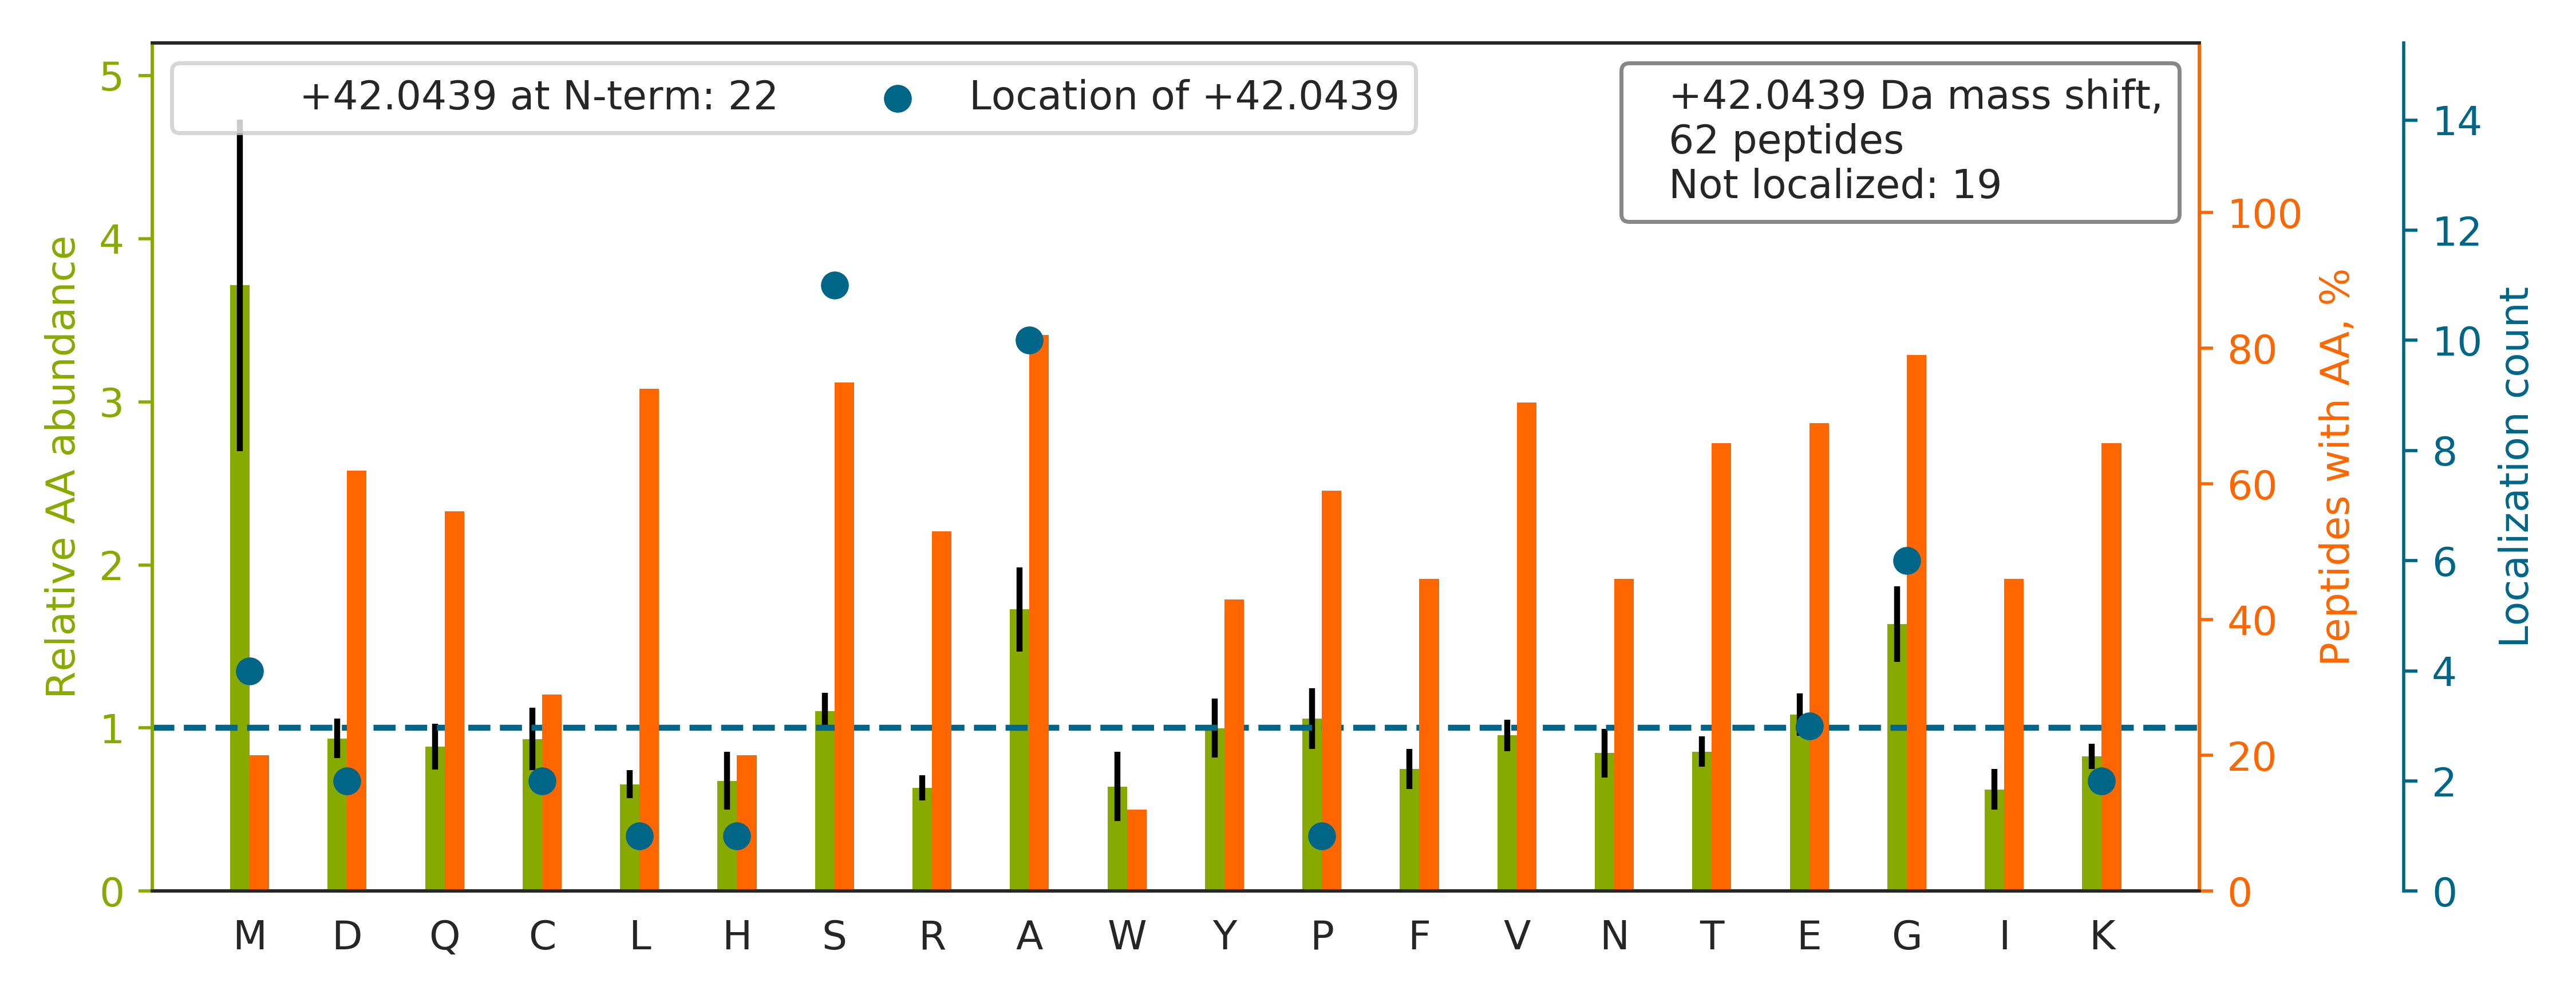 +42.0439 at N-term: 22
Location of +42.0439
+42.0439 Da mass shift,
62 peptides
Not localized: 19
Relative AA abundance
5
4
3
2
1
0
M D Q C L H S R A W Y P F V N T E G I K
100
80
60
40
20
0
Peptides with AA, %
14
12
10
8
6
4
2
0
Localization count